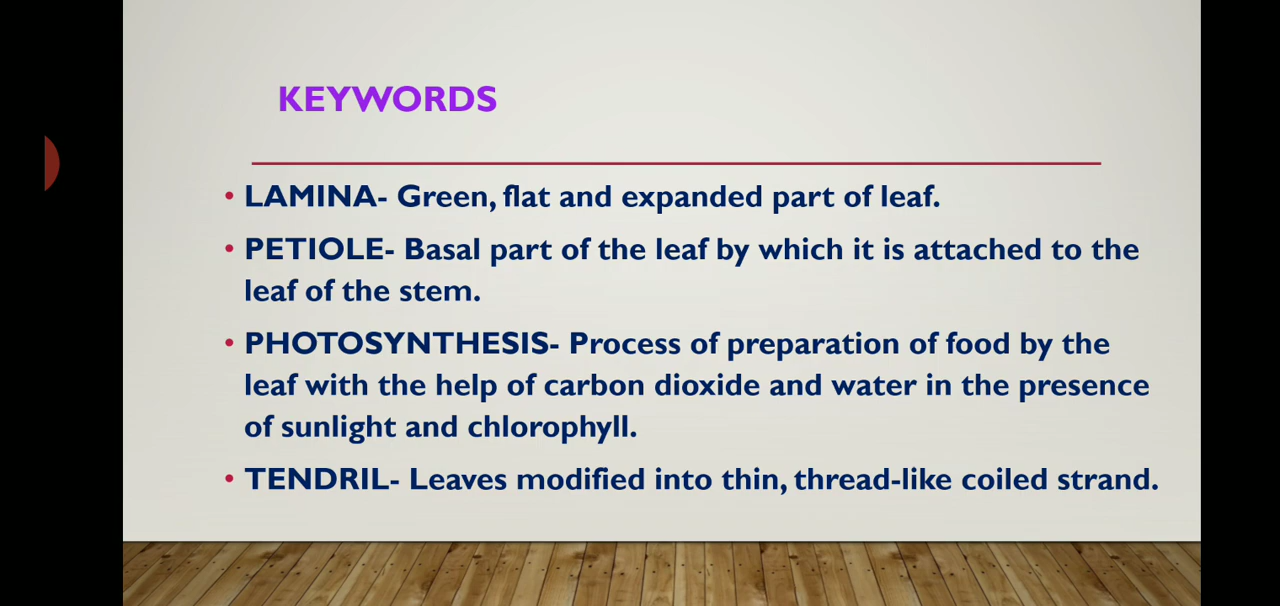 KEYWORDS
• LAMINA- Green, flat and expanded part of leaf.
• PETIOLE- Basal part of the leaf by which it is attached to the
leaf of the stem.
• PHOTOSYNTHESIS- Process of preparation of food by the
leaf with the help of carbon dioxide and water in the presence
of sunlight and chlorophyll.
• TENDRIL- Leaves modified into thin, thread-like coiled strand.